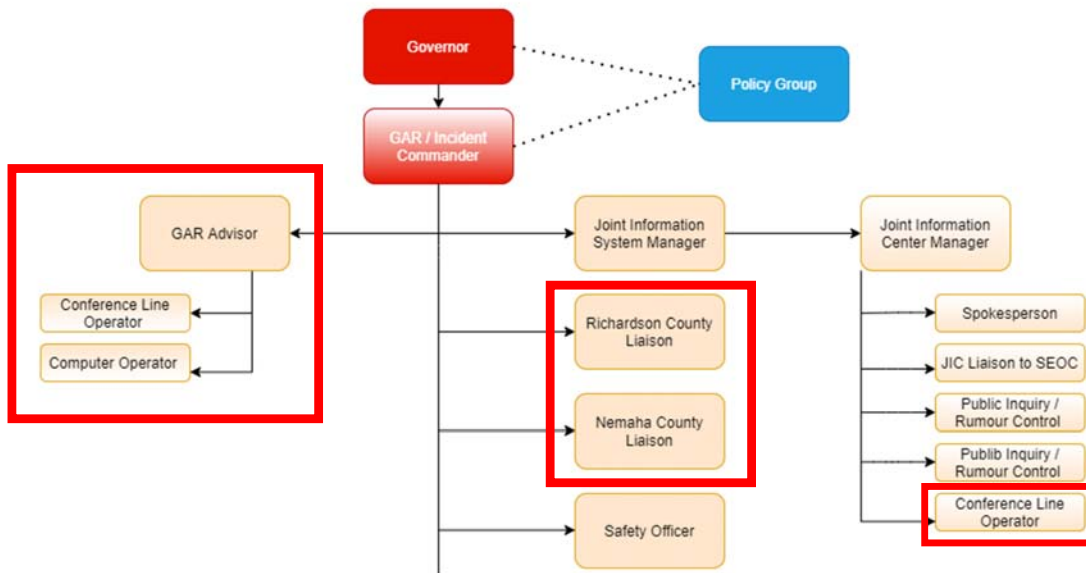 Governor
Policy Group
GAR / Incident
Commander
GAR Advisor
Joint Information
System Manager
Joint Information
Center Manager
Conference Line
Operator
Computer Operator
Richardson County
Liaison
Nemaha County
Liaison
Safety Officer
Spokesperson
JIC Liaison to SEOC
Public Inquiry /
Rumour Control
Publib Inquiry /
Rumour Control
Conference Line
Operator